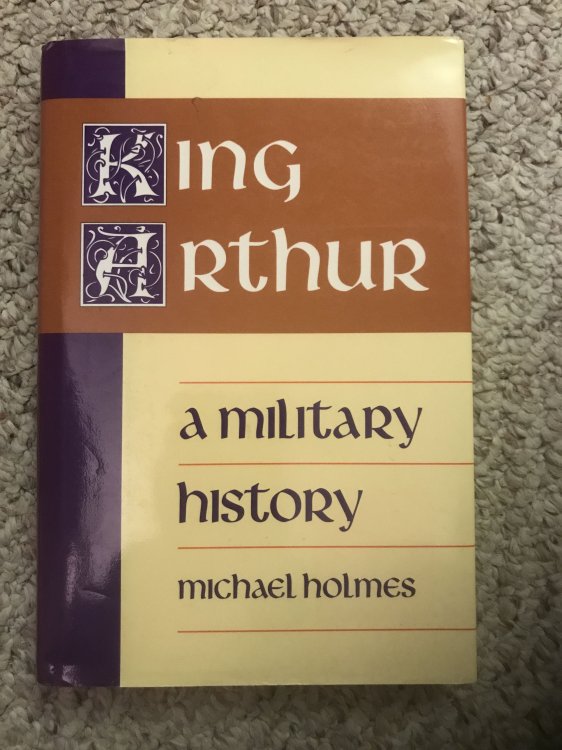 King
Arthur
a military
history
michael holmes